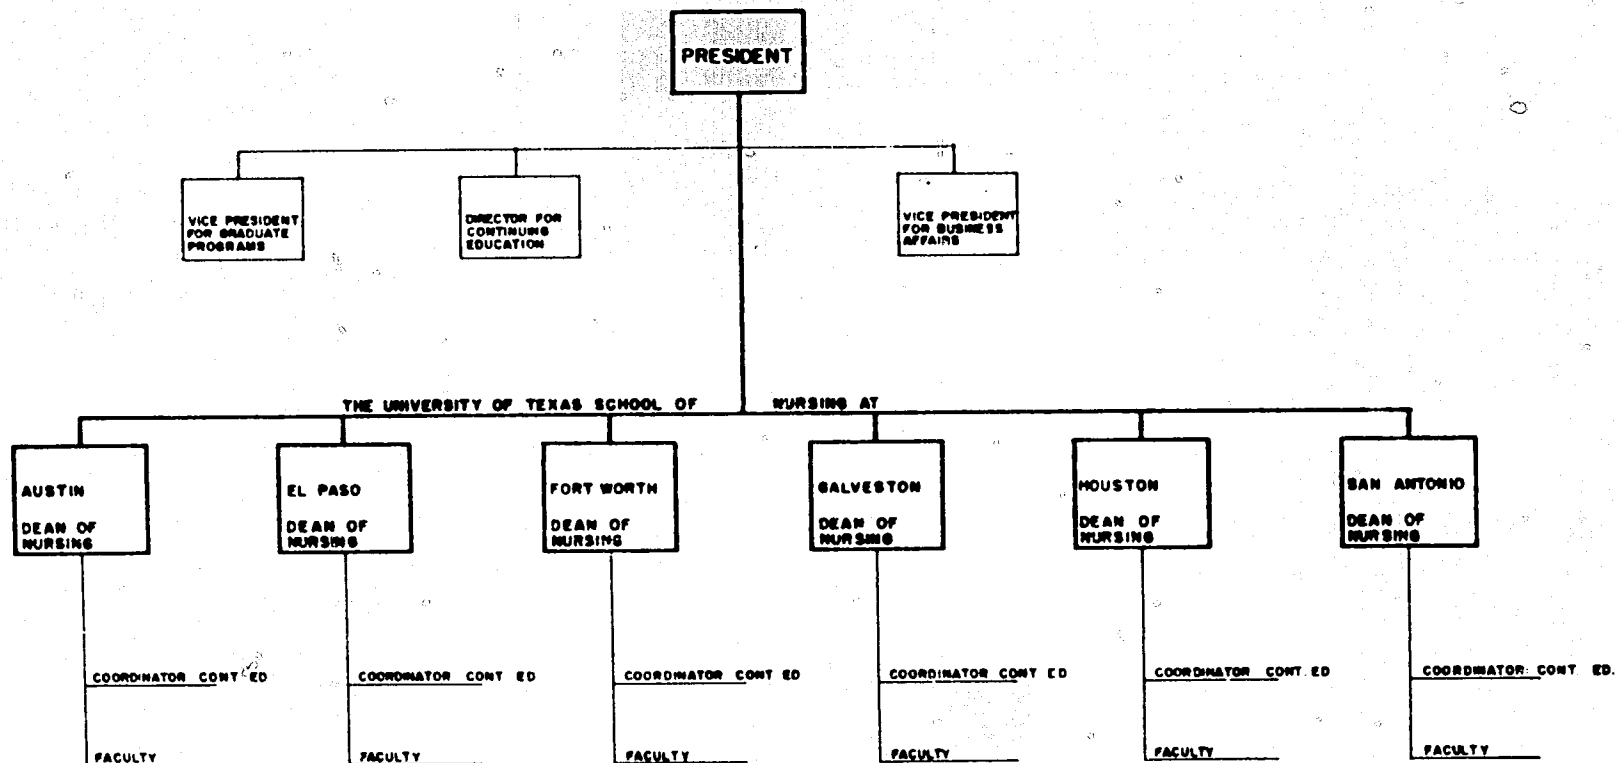 PRESIDENT
VICE PRESIDENT
FOR GRADUATE
PROGRAMS
DIRECTOR FOR
CONTINUING
EDUCATION
VICE PRESIDENT
FOR BUSINESS
AFFAIRS
THE UNIVERSITY OF TEXAS SCHOOL OF NURSING AT
AUSTIN
DEAN OF
NURSING
EL PASO
DEAN OF
NURSING
FORT WORTH
DEAN OF
NURSING
GALVESTON
DEAN OF
NURSING
HOUSTON
DEAN OF
NURSING
SAN ANTONIO
DEAN OF
NURSING
COORDINATOR CONT ED
COORDINATOR CONT ED
COORDINATOR CONT ED
COORDINATOR CONT ED
COORDINATOR CONT. ED
COORDINATOR CONT. ED.
FACULTY
FACULTY
FACULTY
FACULTY
FACULTY
FACULTY